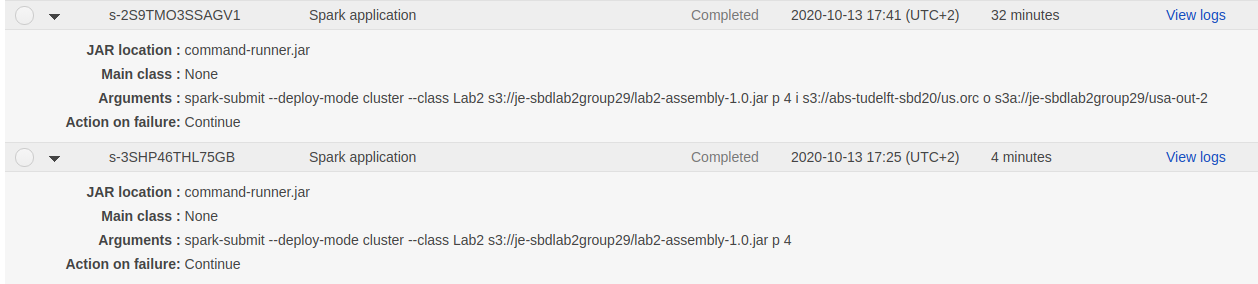 s-2S9TMO3SSAGV1 Spark application Completed 2020-10-13 17:41 (UTC+2) 32 minutes View logs
JAR location : command-runner.jar
Main class : None
Arguments : spark-submit --deploy-mode cluster --class Lab2 s3://je-sbdlab2group29/lab2-assembly-1.0.jar p 4 i s3://abs-tudelft-sbd20/us.orc o s3a://je-sbdlab2group29/usa-out-2
Action on failure: Continue
s-3SHP46THL75GB Spark application Completed 2020-10-13 17:25 (UTC+2) 4 minutes View logs
JAR location : command-runner.jar
Main class : None
Arguments : spark-submit --deploy-mode cluster --class Lab2 s3://je-sbdlab2group29/lab2-assembly-1.0.jar p 4
Action on failure: Continue